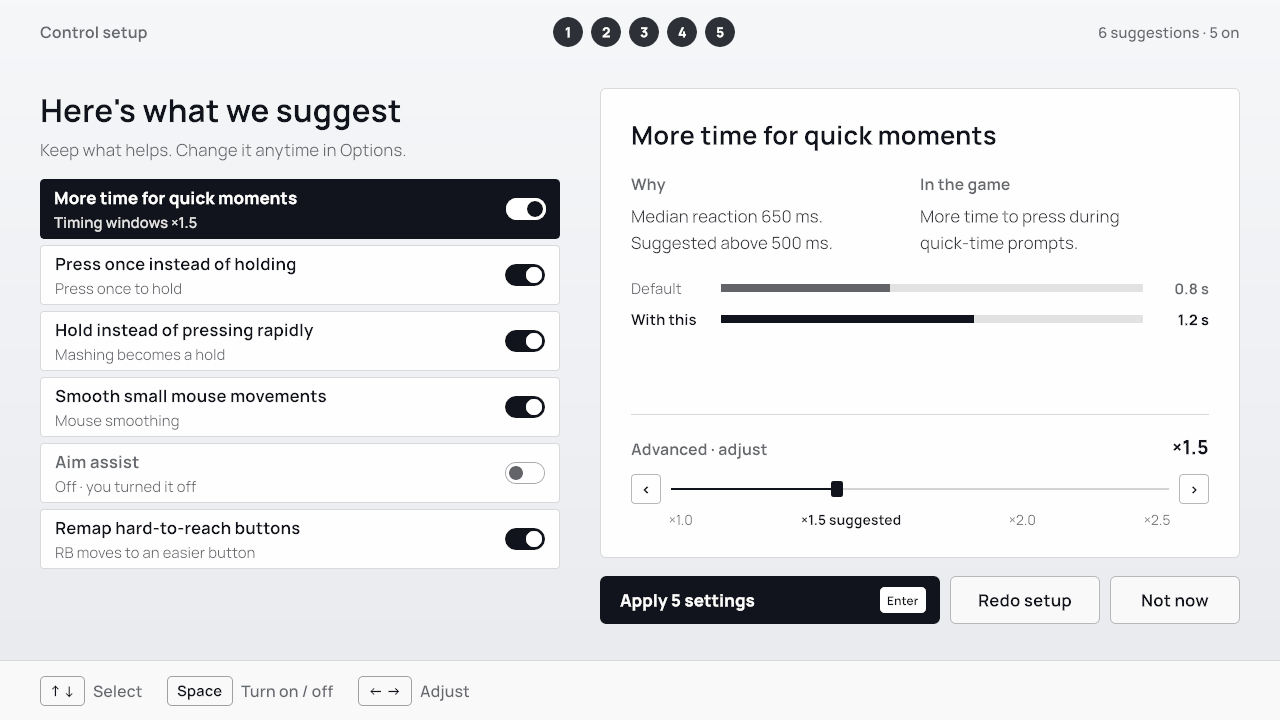 Control setup
1 2 3 4 5
6 suggestions · 5 on
Here's what we suggest
Keep what helps. Change it anytime in Options.
More time for quick moments
Timing windows ×1.5
Press once instead of holding
Press once to hold
Hold instead of pressing rapidly
Mashing becomes a hold
Smooth small mouse movements
Mouse smoothing
Aim assist
Off · you turned it off
Remap hard-to-reach buttons
RB moves to an easier button
More time for quick moments
Why
Median reaction 650 ms.
Suggested above 500 ms.
In the game
More time to press during
quick-time prompts.
Default 0.8 s
With this 1.2 s
Advanced · adjust ×1.5
‹ ›
×1.0 ×1.5 suggested ×2.0 ×2.5
Apply 5 settings Enter
Redo setup
Not now
↑ ↓ Select Space Turn on / off ← → Adjust